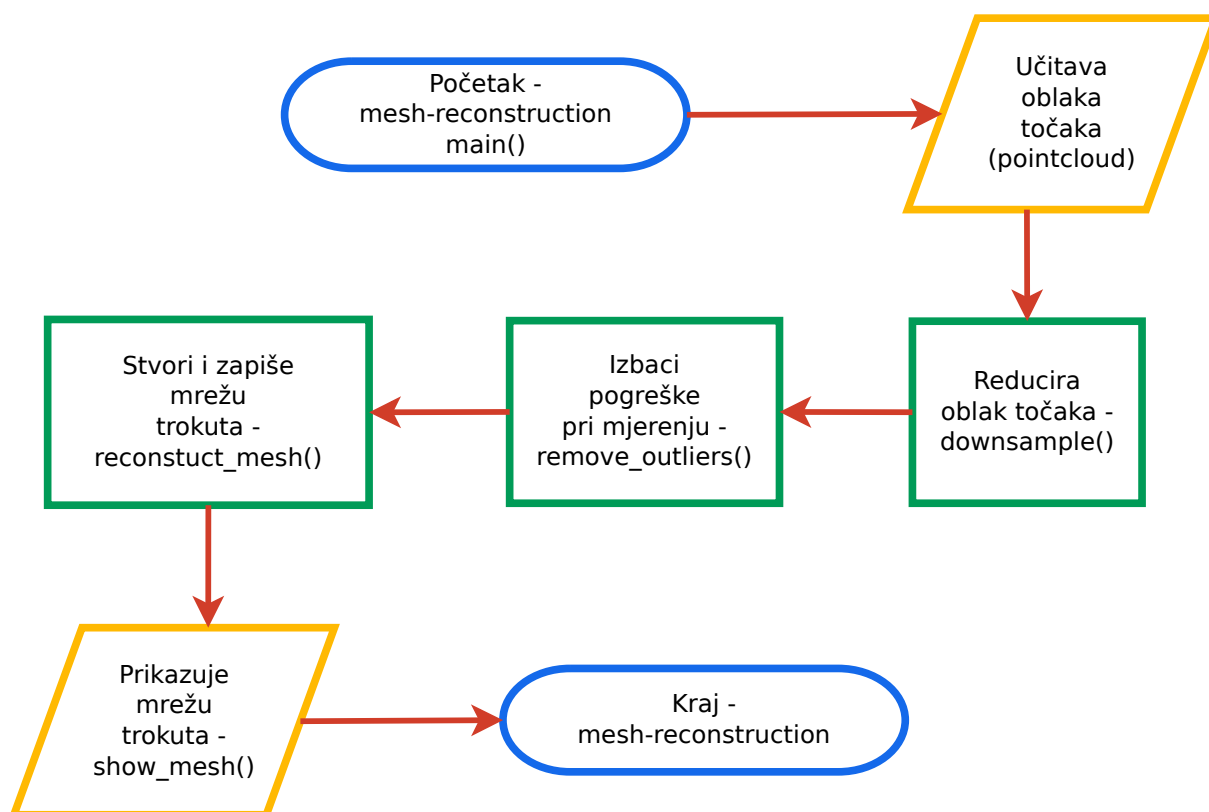 Početak -
mesh-reconstruction
main()
Učitava
oblaka
točaka
(pointcloud)
Reducira
oblak točaka -
downsample()
Izbaci
pogreške
pri mjerenju -
remove_outliers()
Stvori i zapiše
mrežu
trokuta -
reconstuct_mesh()
Prikazuje
mrežu
trokuta -
show_mesh()
Kraj -
mesh-reconstruction